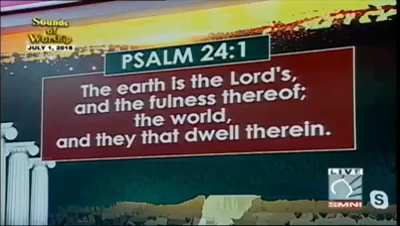 Sounds
of
Worship
JULY 1, 2018
PSALM 24:1
The earth is the Lord's,
and the fulness thereof;
the world,
and they that dwell therein.
LIVE
SMNI
S